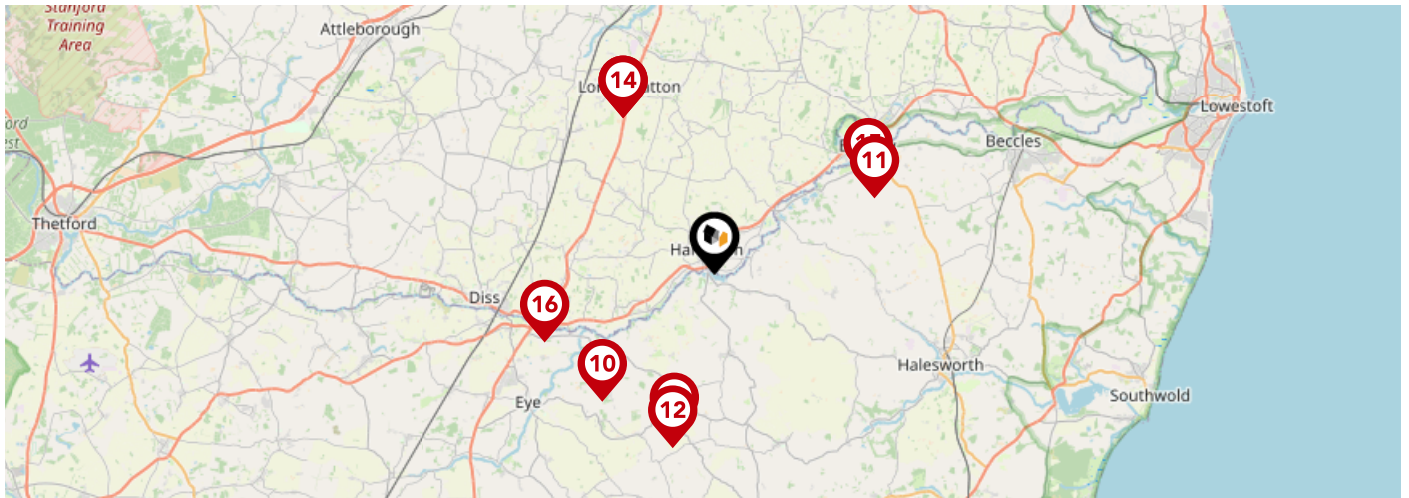 Stanford
Training
Area
Attleborough
14
Lowestoft
Beccles
11
Thetford
Diss
16
10
Halesworth
Eye
12
Southwold